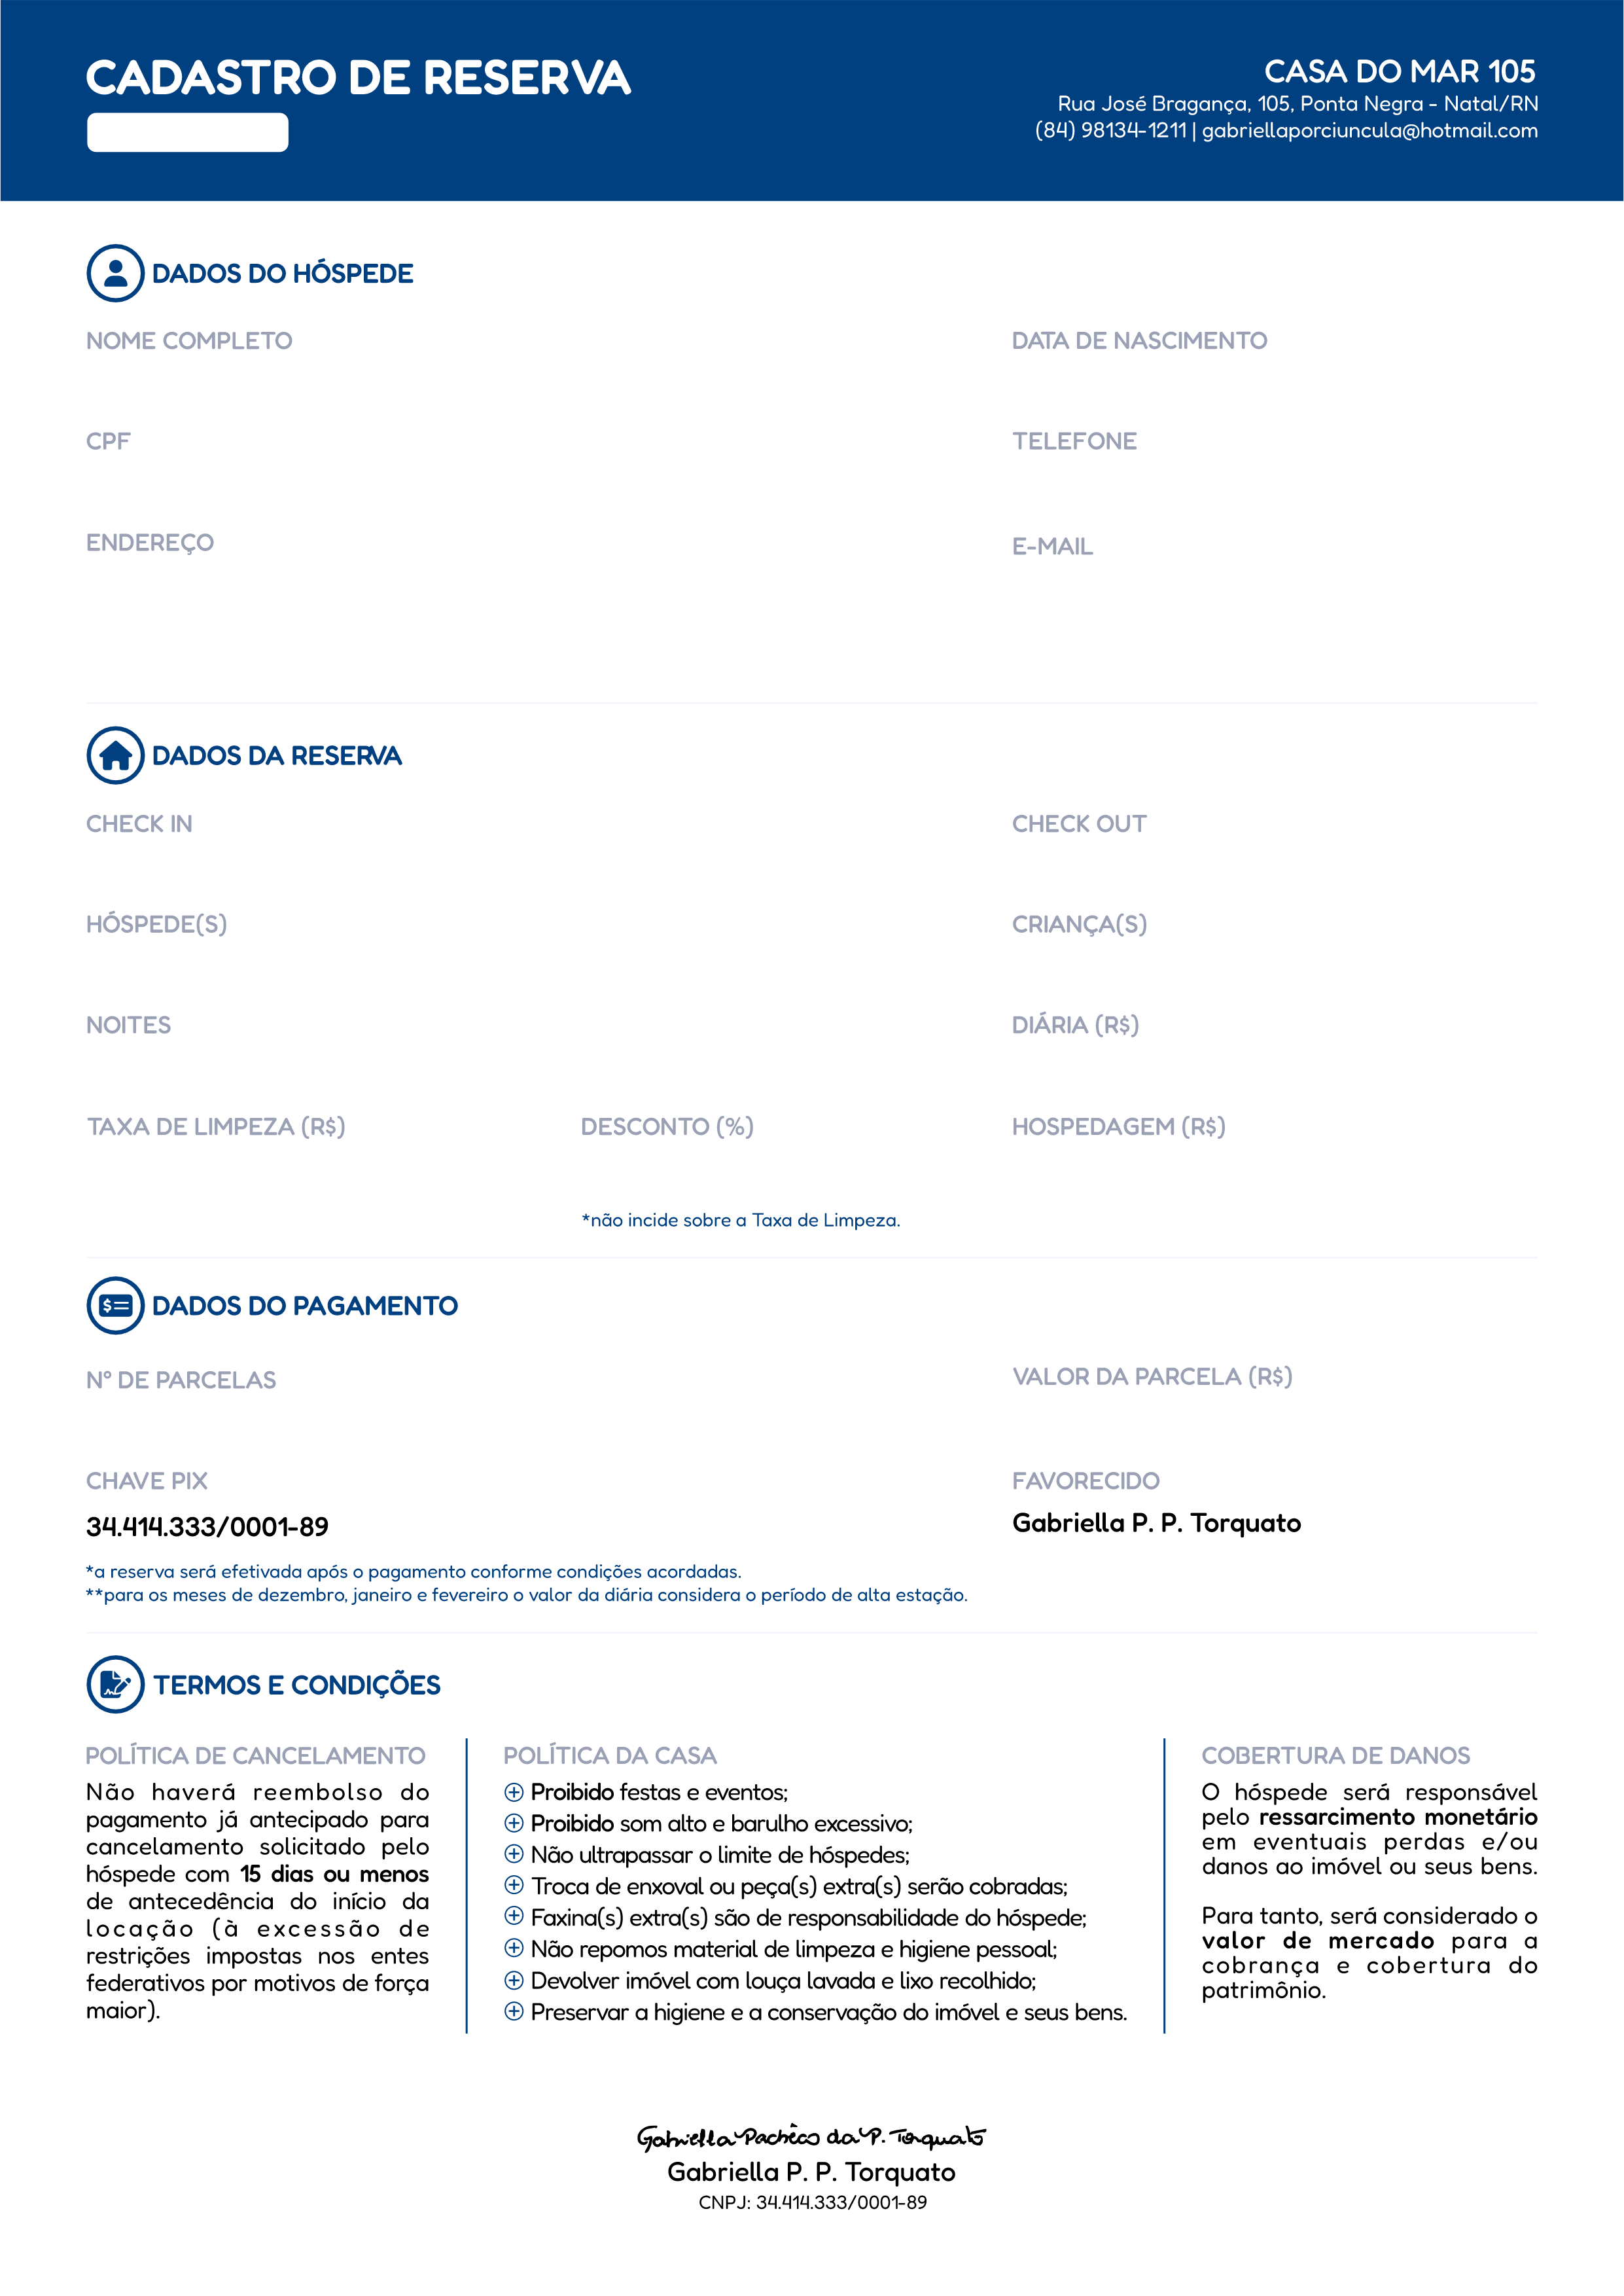 CADASTRO DE RESERVA
CASA DO MAR 105
Rua José Bragança, 105, Ponta Negra - Natal/RN
(84) 98134-1211 | gabriellaporciuncula@hotmail.com
DADOS DO HÓSPEDE
NOME COMPLETO
DATA DE NASCIMENTO
CPF
TELEFONE
ENDEREÇO
E-MAIL
DADOS DA RESERVA
CHECK IN
CHECK OUT
HÓSPEDE(S)
CRIANÇA(S)
NOITES
DIÁRIA (R$)
TAXA DE LIMPEZA (R$)
DESCONTO (%)
HOSPEDAGEM (R$)
*não incide sobre a Taxa de Limpeza.
DADOS DO PAGAMENTO
Nº DE PARCELAS
VALOR DA PARCELA (R$)
CHAVE PIX
FAVORECIDO
34.414.333/0001-89
Gabriella P. P. Torquato
*a reserva será efetivada após o pagamento conforme condições acordadas.
**para os meses de dezembro, janeiro e fevereiro o valor da diária considera o período de alta estação.
TERMOS E CONDIÇÕES
POLÍTICA DE CANCELAMENTO
Não haverá reembolso do
pagamento já antecipado para
cancelamento solicitado pelo
hóspede com 15 dias ou menos
de antecedência do início da
locação (à excessão de
restrições impostas nos entes
federativos por motivos de força
maior).
POLÍTICA DA CASA
Proibido festas e eventos;
Proibido som alto e barulho excessivo;
Não ultrapassar o limite de hóspedes;
Troca de enxoval ou peça(s) extra(s) serão cobradas;
Faxina(s) extra(s) são de responsabilidade do hóspede;
Não repomos material de limpeza e higiene pessoal;
Devolver imóvel com louça lavada e lixo recolhido;
Preservar a higiene e a conservação do imóvel e seus bens.
COBERTURA DE DANOS
O hóspede será responsável
pelo ressarcimento monetário
em eventuais perdas e/ou
danos ao imóvel ou seus bens.
Para tanto, será considerado o
valor de mercado para a
cobrança e cobertura do
patrimônio.
Gabriella Pachêco da P. Torquato
Gabriella P. P. Torquato
CNPJ: 34.414.333/0001-89